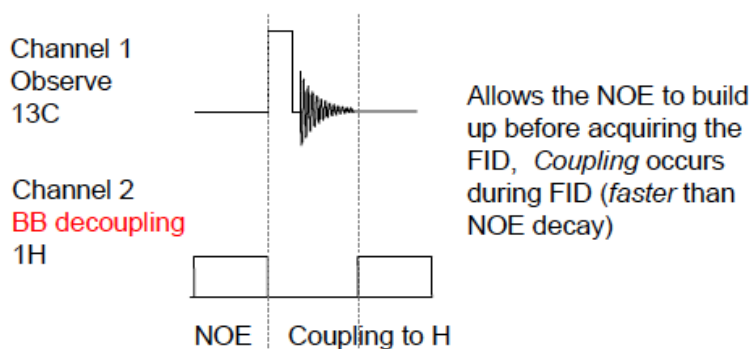 Channel 1
Observe
13C
Allows the NOE to build
up before acquiring the
FID, Coupling occurs
during FID (faster than
NOE decay)
Channel 2
BB decoupling
1H
NOE
Coupling to H